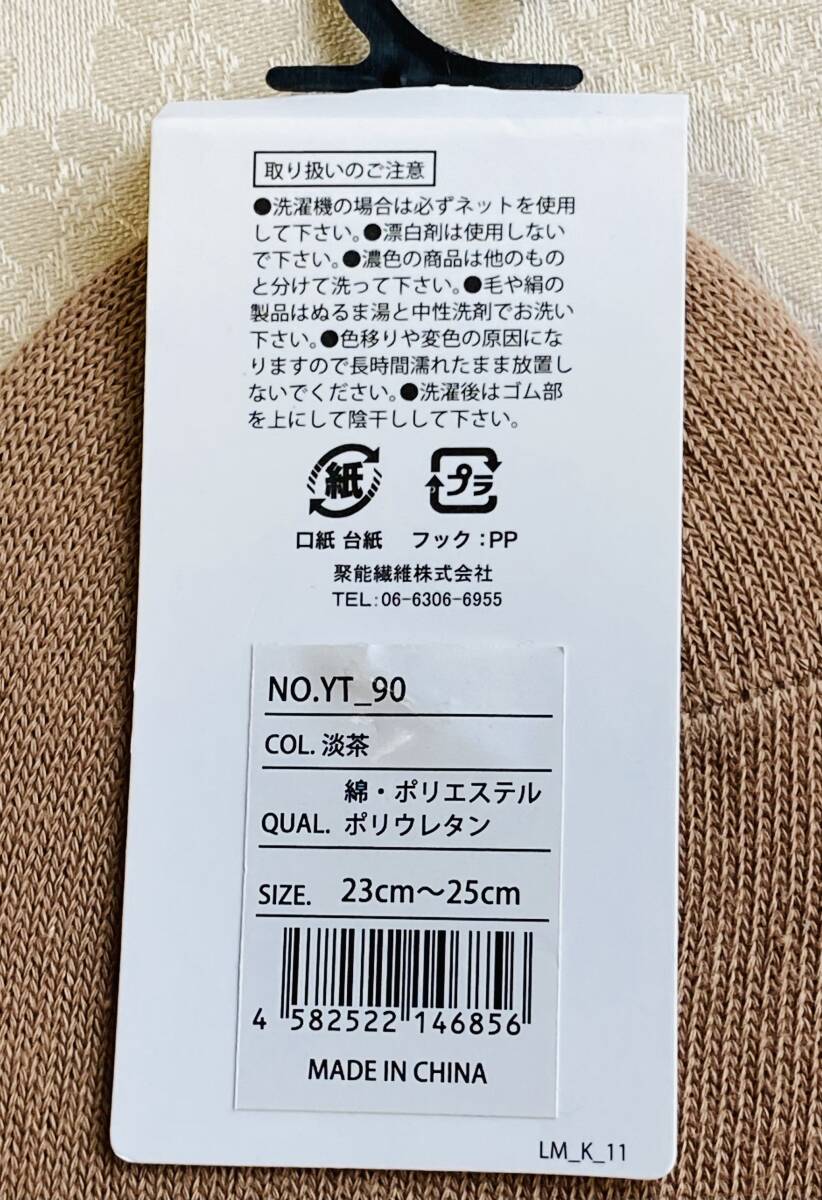 取り扱いのご注意
●洗濯機の場合は必ずネットを使用
して下さい。●漂白剤は使用しない
で下さい。●濃色の商品は他のもの
と分けて洗って下さい。●毛や絹の
製品はぬるま湯と中性洗剤でお洗い
下さい。●色移りや変色の原因にな
りますので長時間濡れたまま放置し
ないでください。●洗濯後はゴム部
を上にして陰干しして下さい。
紙 プラ
口紙 台紙 フック：PP
聚能繊維株式会社
TEL：06-6306-6955
NO.YT_90
COL. 淡茶
綿・ポリエステル
QUAL. ポリウレタン
SIZE. 23cm～25cm
4 582522 146856
MADE IN CHINA
LM_K_11